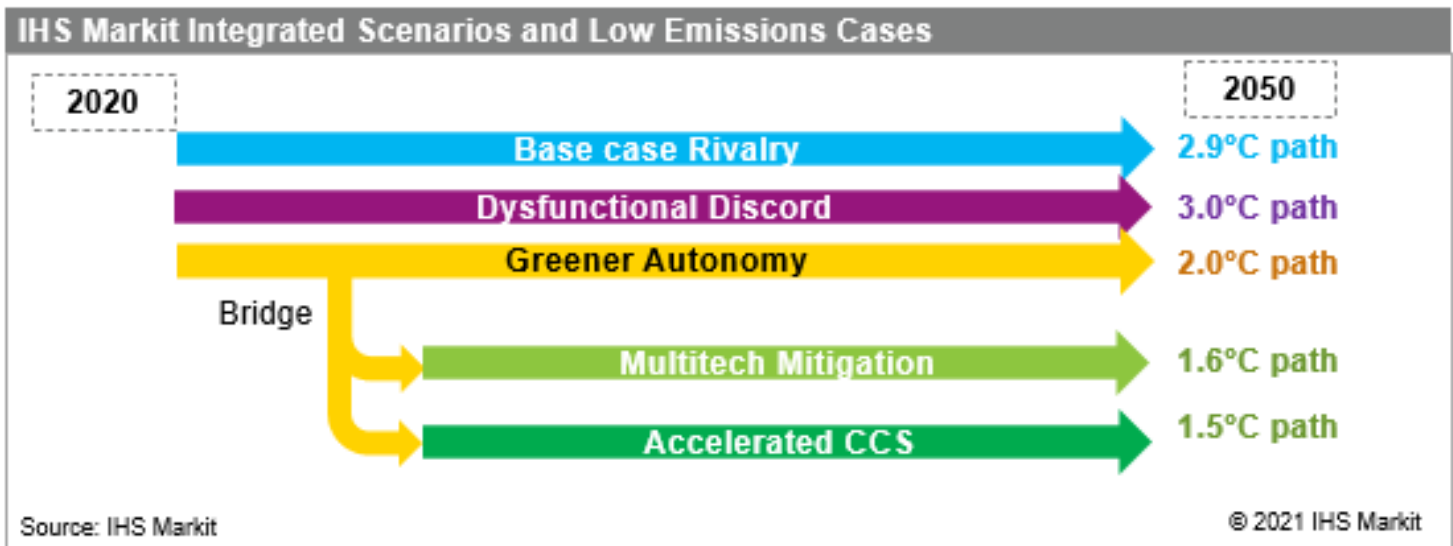 IHS Markit Integrated Scenarios and Low Emissions Cases
2020
2050
Base case Rivalry
2.9°C path
Dysfunctional Discord
3.0°C path
Greener Autonomy
2.0°C path
Bridge
Multitech Mitigation
1.6°C path
Accelerated CCS
1.5°C path
Source: IHS Markit
© 2021 IHS Markit